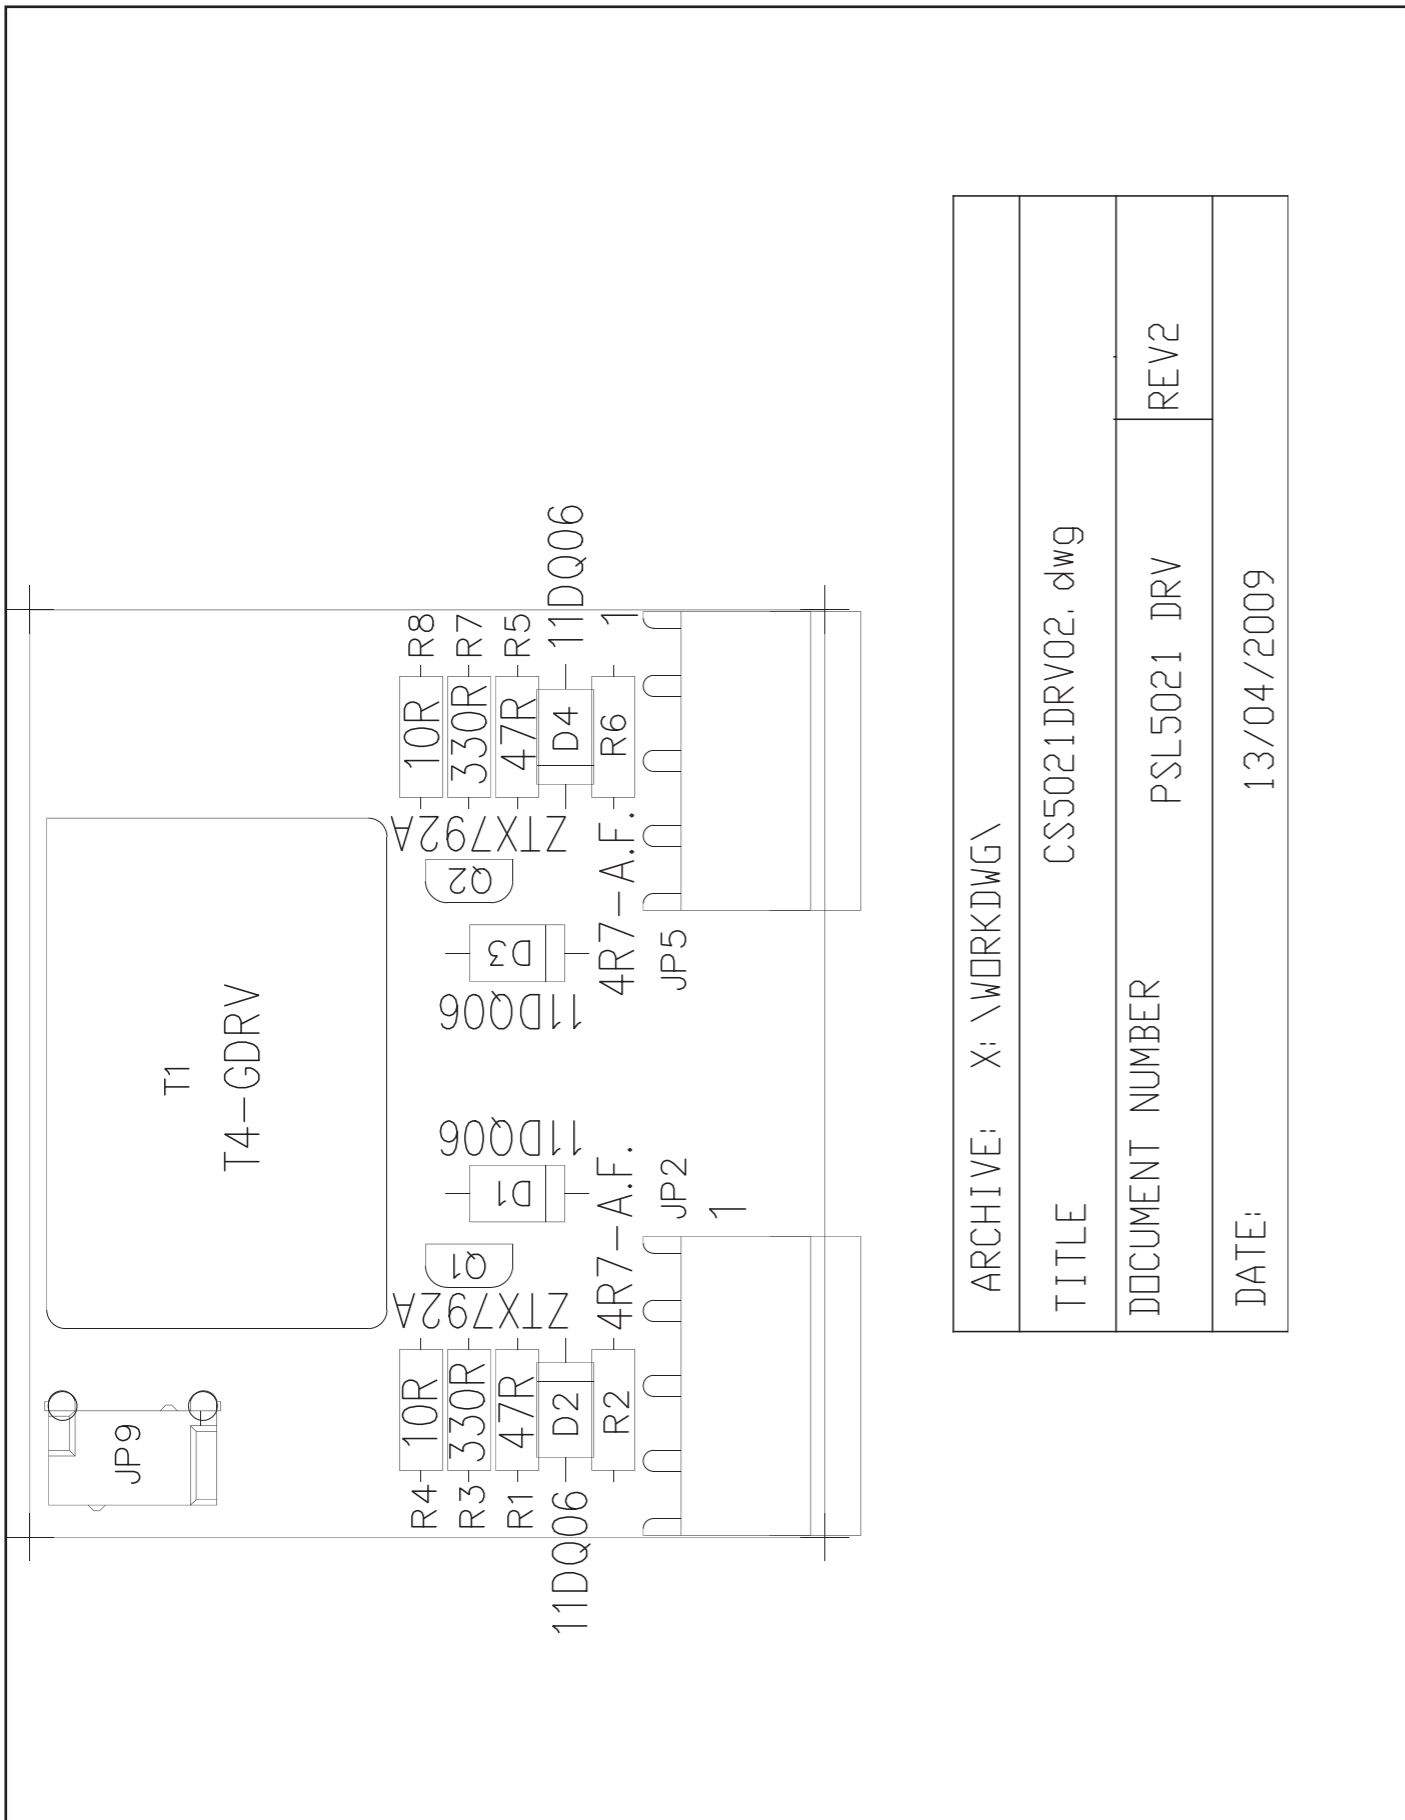 JP9
T1
T4-GDRV
R4
10R
R3
330R
R1
47R
11DQ06
D2
R2
ZTX792A
Q1
4R7-A.F.
D1
11DQ06
JP2
1
D3
11DQ06
JP5
Q2
ZTX792A
4R7-A.F.
10R
R8
330R
R7
47R
R5
D4
11DQ06
R6
1
ARCHIVE: X:\WORKDWG\
TITLE CS5021DRV02.dwg
DOCUMENT NUMBER
PSL5021 DRV REV2
DATE: 13/04/2009